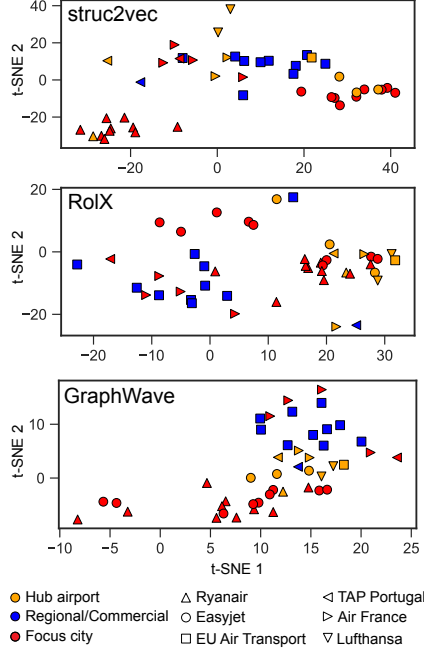 struc2vec
t-SNE 2
40
20
0
−20
−20
0
20
40
RolX
t-SNE 2
20
0
−20
−20
−10
0
10
20
30
GraphWave
t-SNE 2
10
0
−10
−5
0
5
10
15
20
25
t-SNE 1
Hub airport
Regional/Commercial
Focus city
Ryanair
Easyjet
EU Air Transport
TAP Portugal
Air France
Lufthansa